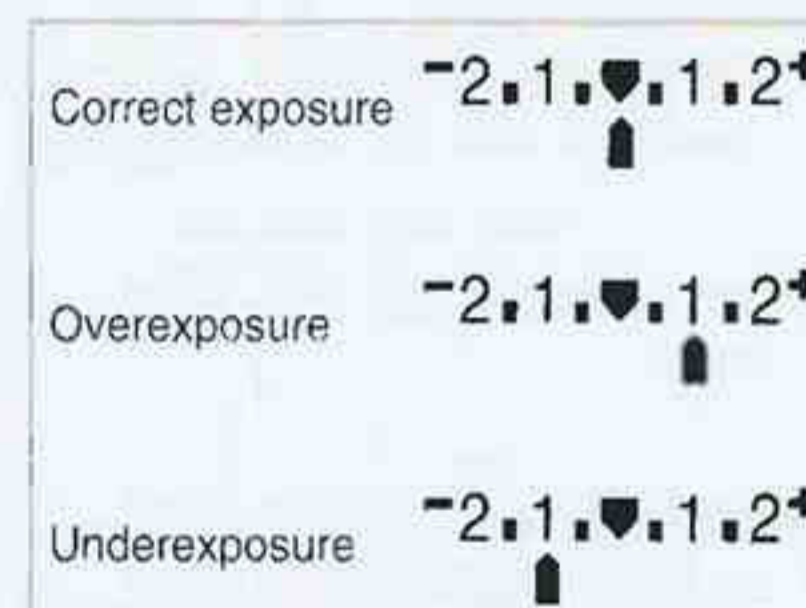 Correct exposure -2.1.▼.1.2+
Overexposure -2.1.▼.1.2+
Underexposure -2.1.▼.1.2+